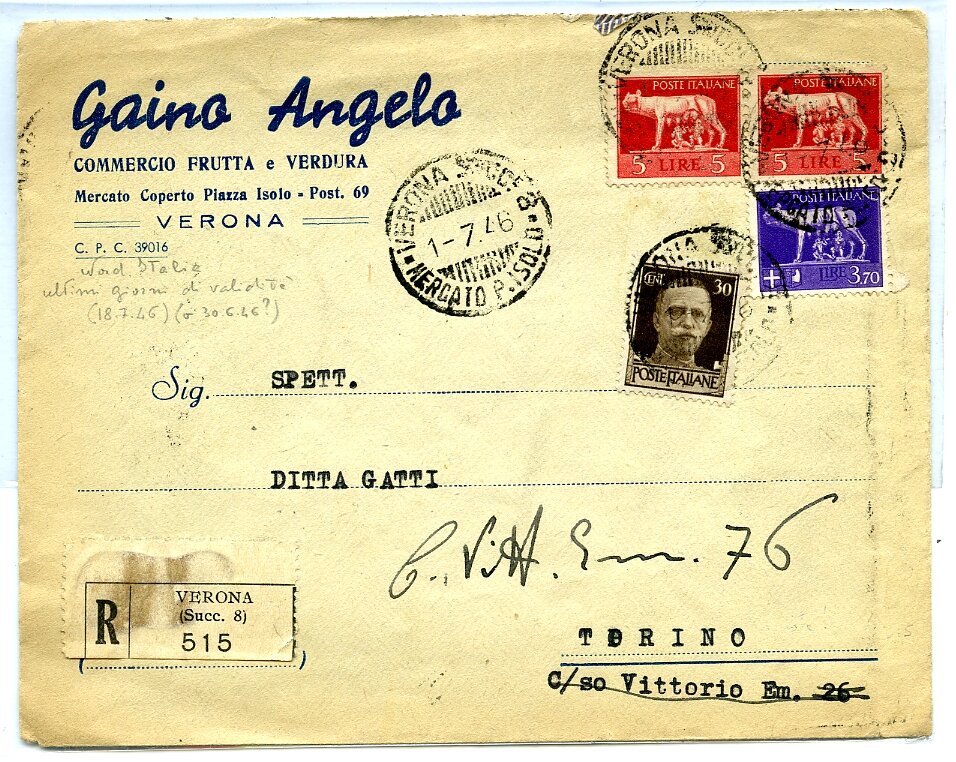 Gaino Angelo
COMMERCIO FRUTTA e VERDURA
Mercato Coperto Piazza Isolo - Post. 69
VERONA
C. P. C. 39016
ultimi giorni di validità
(18.7.46) (o 30.6.46?)
VERONA SUCC. 8
1-7.46
MERCATO P. ISOLO
POSTE ITALIANE
5 LIRE 5
POSTE ITALIANE
5 LIRE 5
POSTE ITALIANE
LIRE 3,70
CENT. 30
POSTE ITALIANE
Sig. SPETT.
DITTA GATTI
C. Vitt. Em. 76
R
VERONA
(Succ. 8)
515
TORINO
C/so Vittorio Em. 26